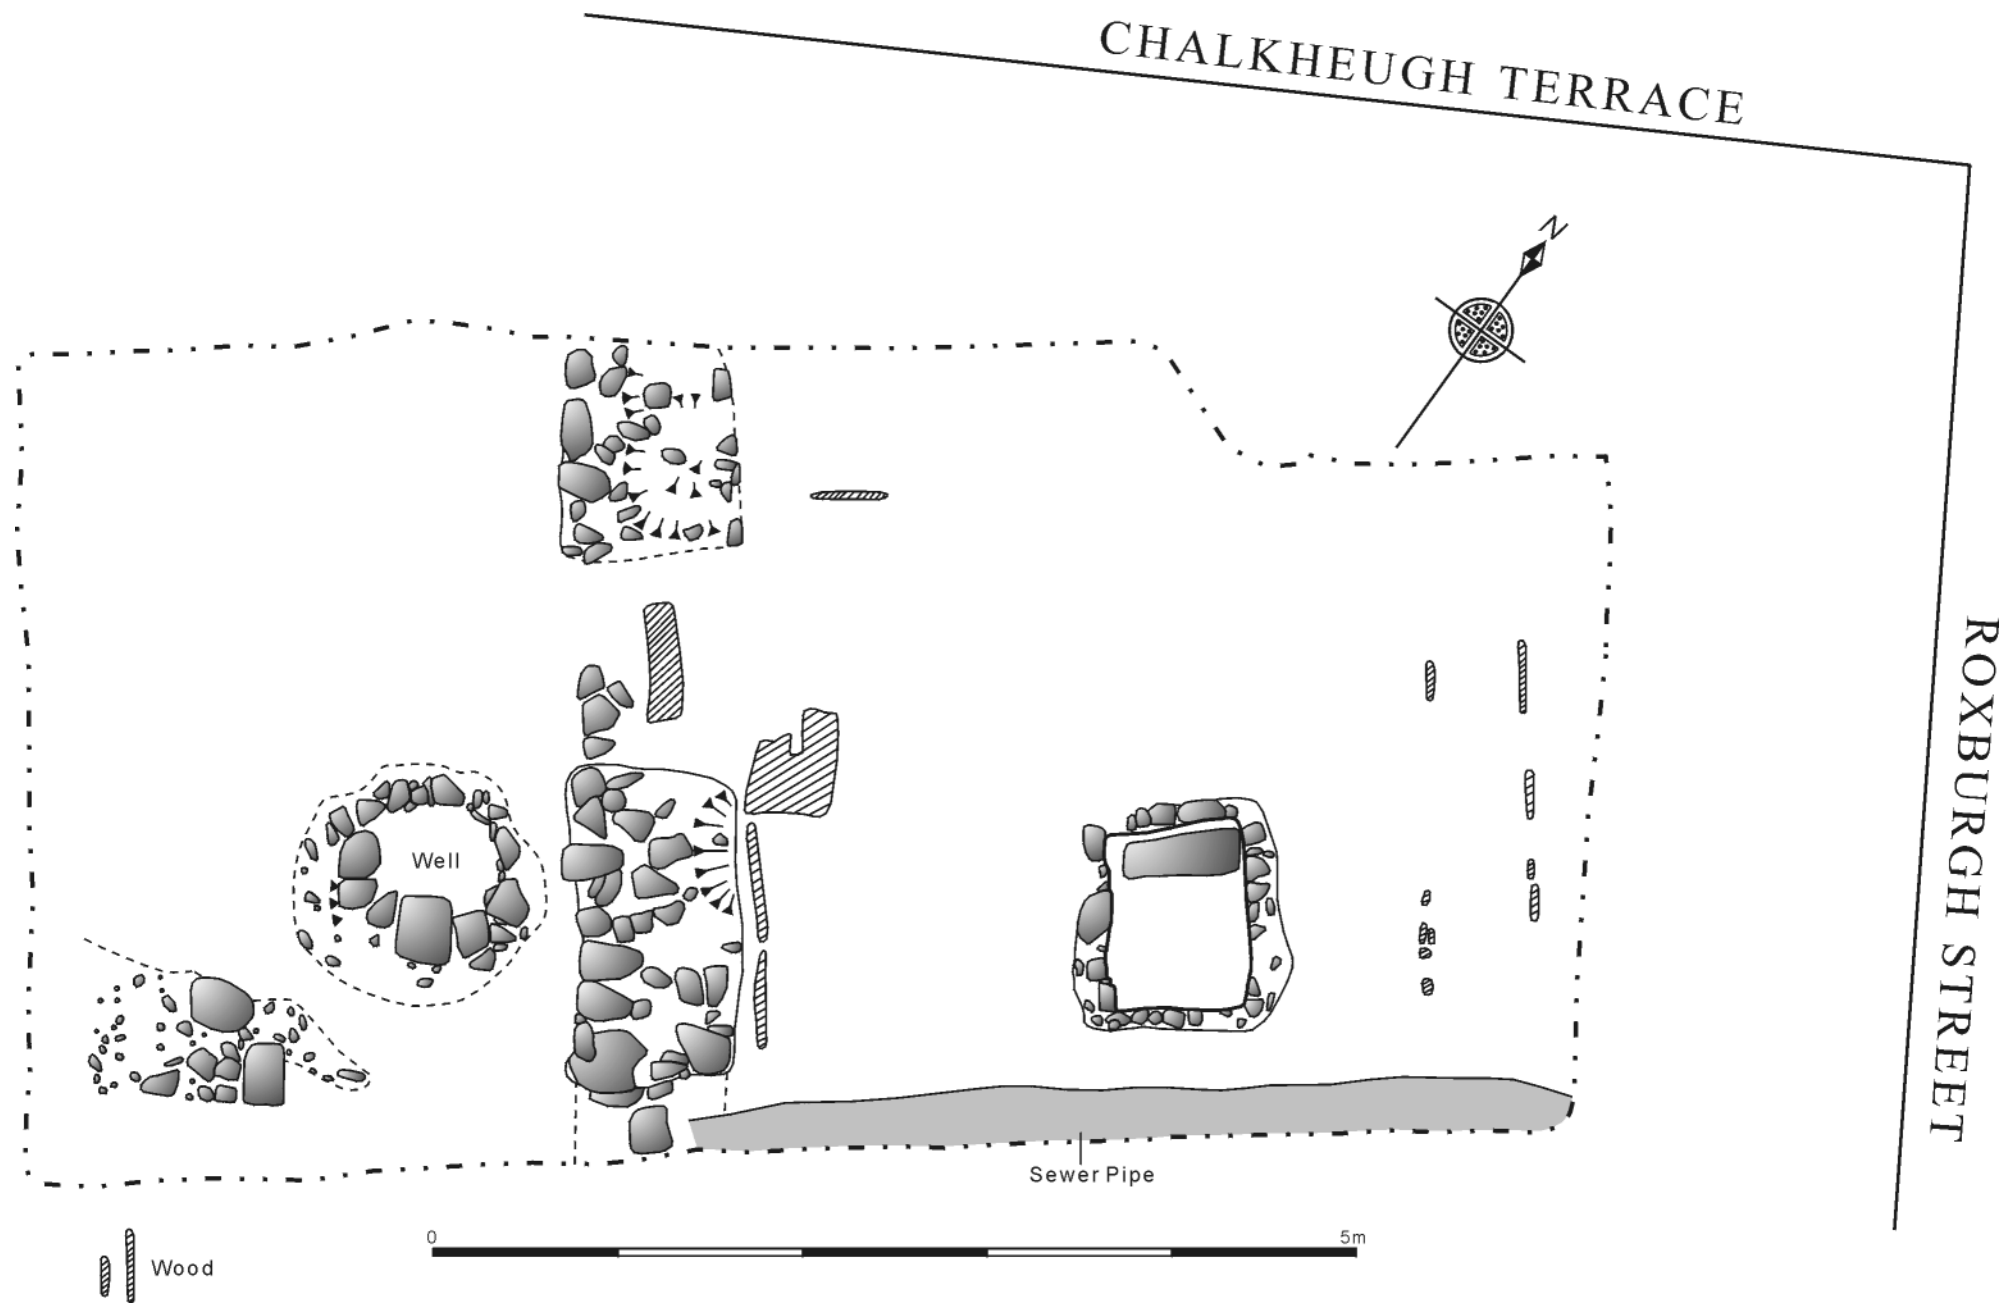 CHALKHEUGH TERRACE
N
ROXBURGH STREET
Well
Sewer Pipe
0 5m
Wood